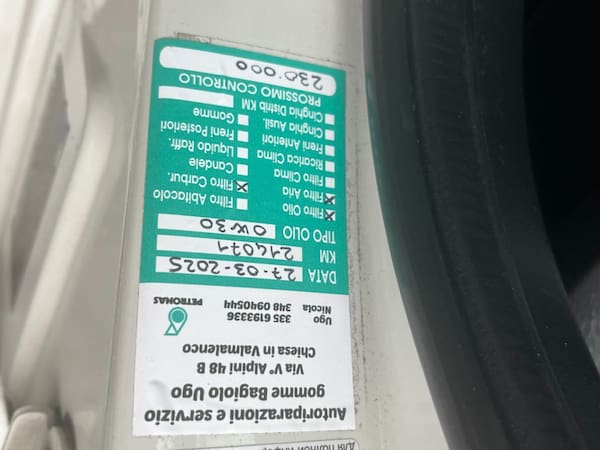 Autoriparazioni e servizio
gomme Bagiolo Ugo
Via V° Alpini 48 B
Chiesa in Valmalenco
Ugo 335 6193336
Nicola 348 0940544
PETRONAS
DATA 27-03-2025
KM 214071
TIPO OLIO 0W30
Filtro Olio Filtro Abitacolo
Filtro Aria Filtro Carbur.
Filtro Clima Candele
Ricarica Clima Liquido Raffr.
Freni Anteriori Freni Posteriori
Cinghia Ausil. Gomme
Cinghia Distrib KM
PROSSIMO CONTROLLO
230'000